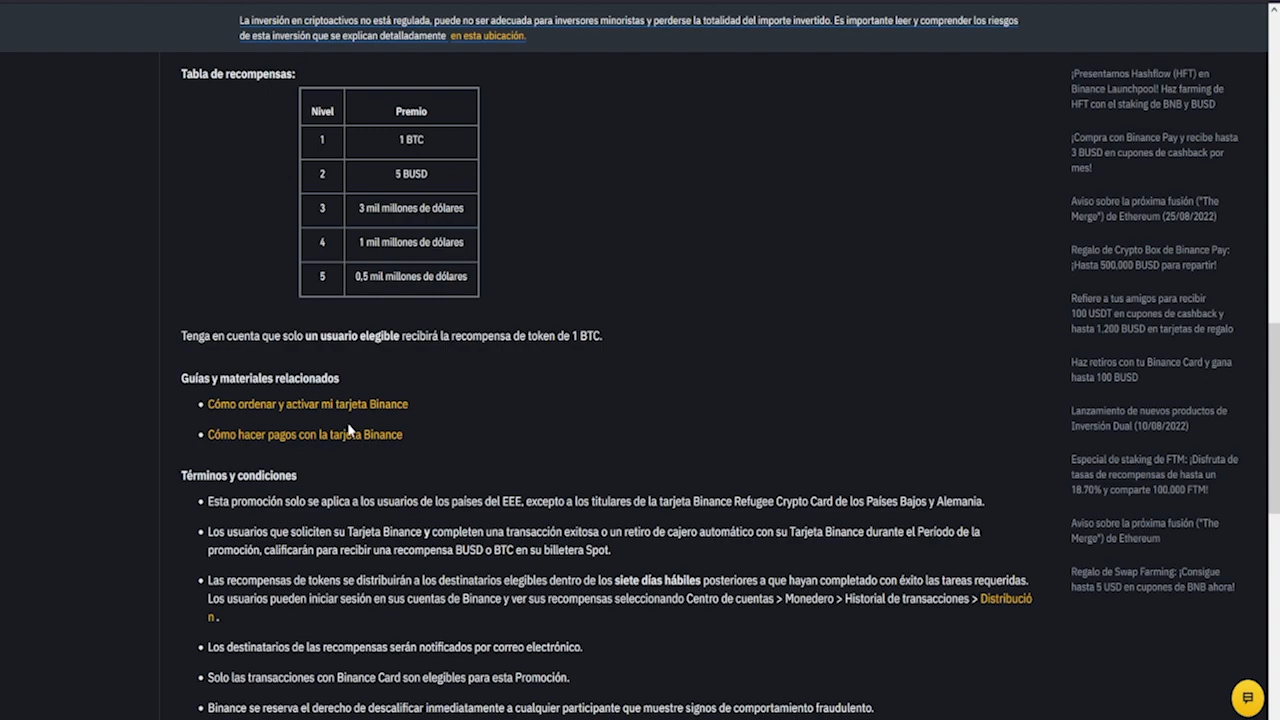 La inversión en criptoactivos no está regulada, puede no ser adecuada para inversores minoristas y perderse la totalidad del importe invertido. Es importante leer y comprender los riesgos
de esta inversión que se explican detalladamente en esta ubicación.
Tabla de recompensas:
Nivel Premio
1 1 BTC
2 5 BUSD
3 3 mil millones de dólares
4 1 mil millones de dólares
5 0,5 mil millones de dólares
Tenga en cuenta que solo un usuario elegible recibirá la recompensa de token de 1 BTC.
Guías y materiales relacionados
• Cómo ordenar y activar mi tarjeta Binance
• Cómo hacer pagos con la tarjeta Binance
Términos y condiciones
• Esta promoción solo se aplica a los usuarios de los países del EEE, excepto a los titulares de la tarjeta Binance Refugee Crypto Card de los Países Bajos y Alemania.
• Los usuarios que soliciten su Tarjeta Binance y completen una transacción exitosa o un retiro de cajero automático con su Tarjeta Binance durante el Período de la
promoción, calificarán para recibir una recompensa BUSD o BTC en su billetera Spot.
• Las recompensas de tokens se distribuirán a los destinatarios elegibles dentro de los siete días hábiles posteriores a que hayan completado con éxito las tareas requeridas.
Los usuarios pueden iniciar sesión en sus cuentas de Binance y ver sus recompensas seleccionando Centro de cuentas > Monedero > Historial de transacciones > Distribució
n .
• Los destinatarios de las recompensas serán notificados por correo electrónico.
• Solo las transacciones con Binance Card son elegibles para esta Promoción.
• Binance se reserva el derecho de descalificar inmediatamente a cualquier participante que muestre signos de comportamiento fraudulento.
¡Presentamos Hashflow (HFT) en
Binance Launchpool! Haz farming de
HFT con el staking de BNB y BUSD
¡Compra con Binance Pay y recibe hasta
3 BUSD en cupones de cashback por
mes!
Aviso sobre la próxima fusión ("The
Merge") de Ethereum (25/08/2022)
Regalo de Crypto Box de Binance Pay:
¡Hasta 500,000 BUSD para repartir!
Refiere a tus amigos para recibir
100 USDT en cupones de cashback y
hasta 1,200 BUSD en tarjetas de regalo
Haz retiros con tu Binance Card y gana
hasta 100 BUSD
Lanzamiento de nuevos productos de
Inversión Dual (10/08/2022)
Especial de staking de FTM: ¡Disfruta de
tasas de recompensas de hasta un
18.70% y comparte 100,000 FTM!
Aviso sobre la próxima fusión ("The
Merge") de Ethereum
Regalo de Swap Farming: ¡Consigue
hasta 5 USD en cupones de BNB ahora!